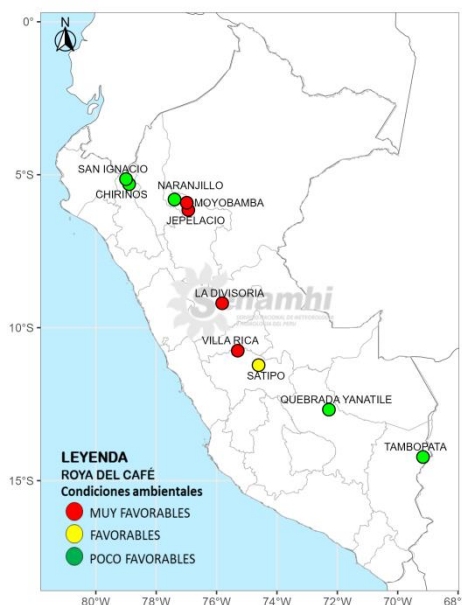 N
0°
SAN IGNACIO
CHIRINOS
NARANJILLO
MOYOBAMBA
JEPELACIO
5°S
LA DIVISORIA
Senamhi
10°S
VILLA RICA
SATIPO
QUEBRADA YANATILE
TAMBOPATA
15°S
LEYENDA
ROYA DEL CAFÉ
Condiciones ambientales
MUY FAVORABLES
FAVORABLES
POCO FAVORABLES
80°W 78°W 76°W 74°W 72°W 70°W 68°